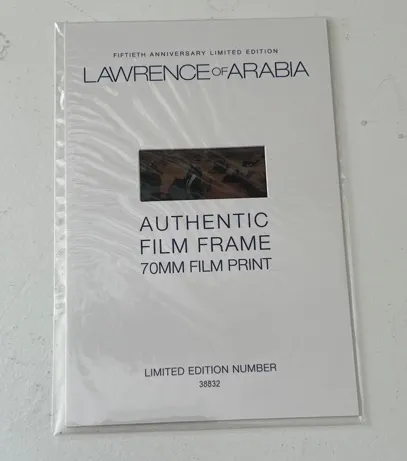 FIFTIETH ANNIVERSARY LIMITED EDITION
LAWRENCE OF ARABIA
AUTHENTIC
FILM FRAME
70MM FILM PRINT
LIMITED EDITION NUMBER
38832